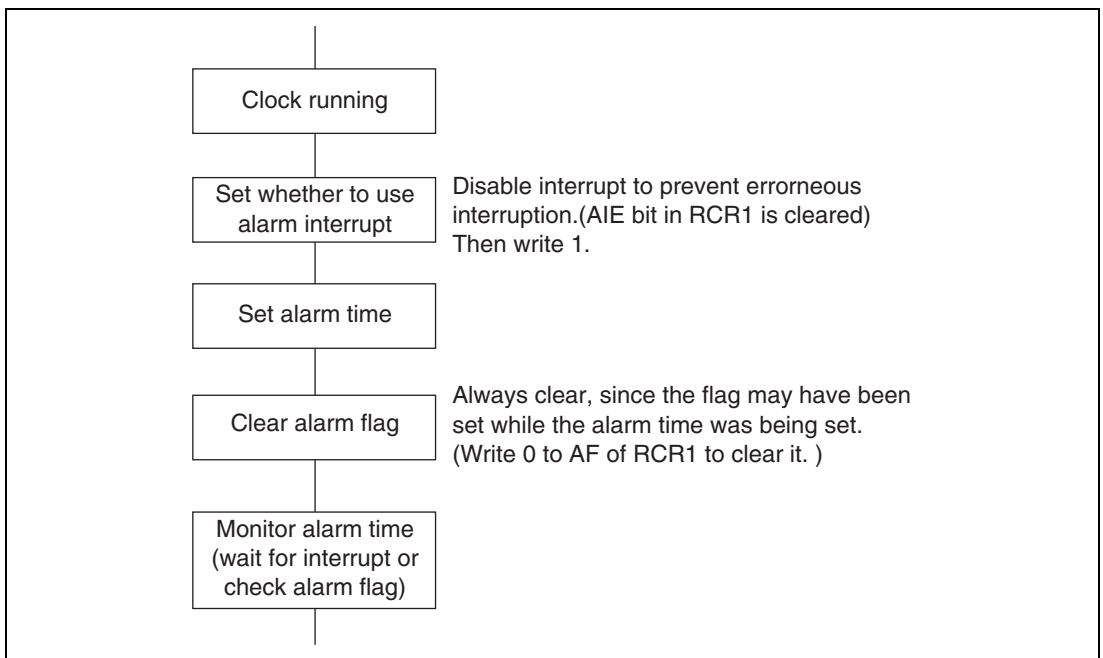 Clock running
Set whether to use
alarm interrupt
Disable interrupt to prevent errorneous
interruption.(AIE bit in RCR1 is cleared)
Then write 1.
Set alarm time
Clear alarm flag
Always clear, since the flag may have been
set while the alarm time was being set.
(Write 0 to AF of RCR1 to clear it. )
Monitor alarm time
(wait for interrupt or
check alarm flag)